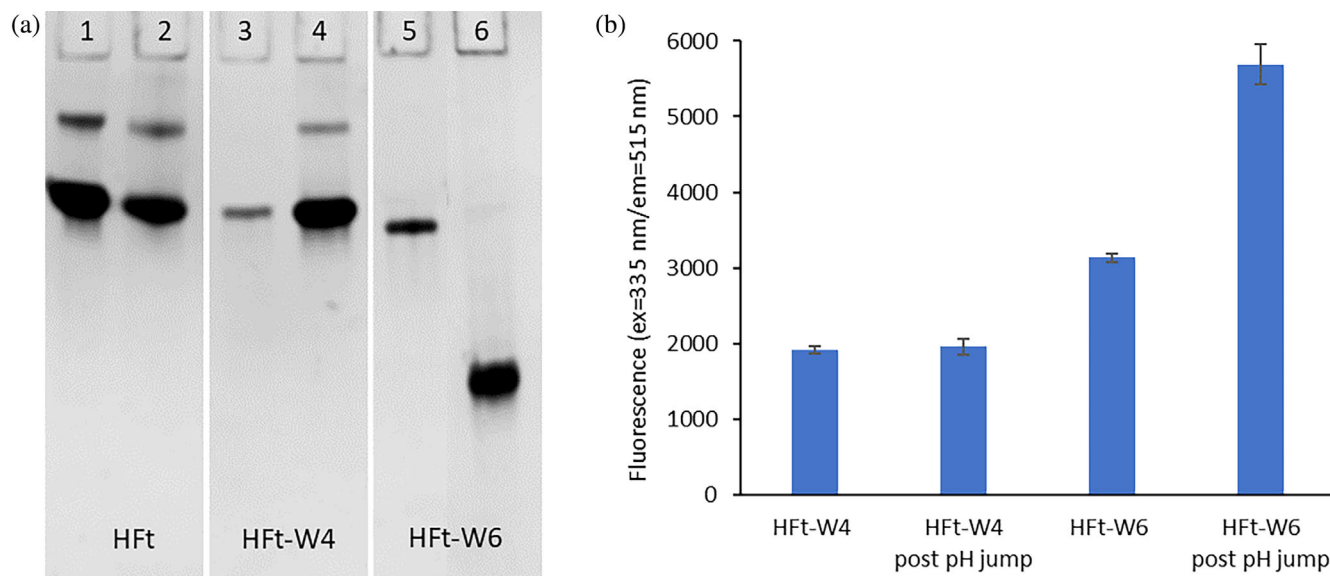 (a)
1 2 3 4 5 6
HFt HFt-W4 HFt-W6
(b)
Fluorescence (ex=335 nm/em=515 nm)
6000
5000
4000
3000
2000
1000
0
HFt-W4 HFt-W4 HFt-W6 HFt-W6
post pH jump post pH jump